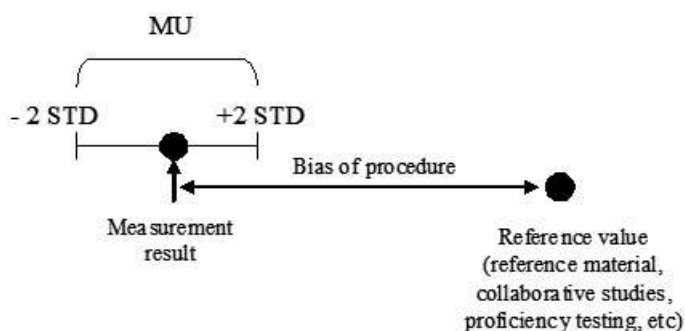 MU
- 2 STD
+2 STD
Bias of procedure
Measurement
result
Reference value
(reference material,
collaborative studies,
proficiency testing, etc)